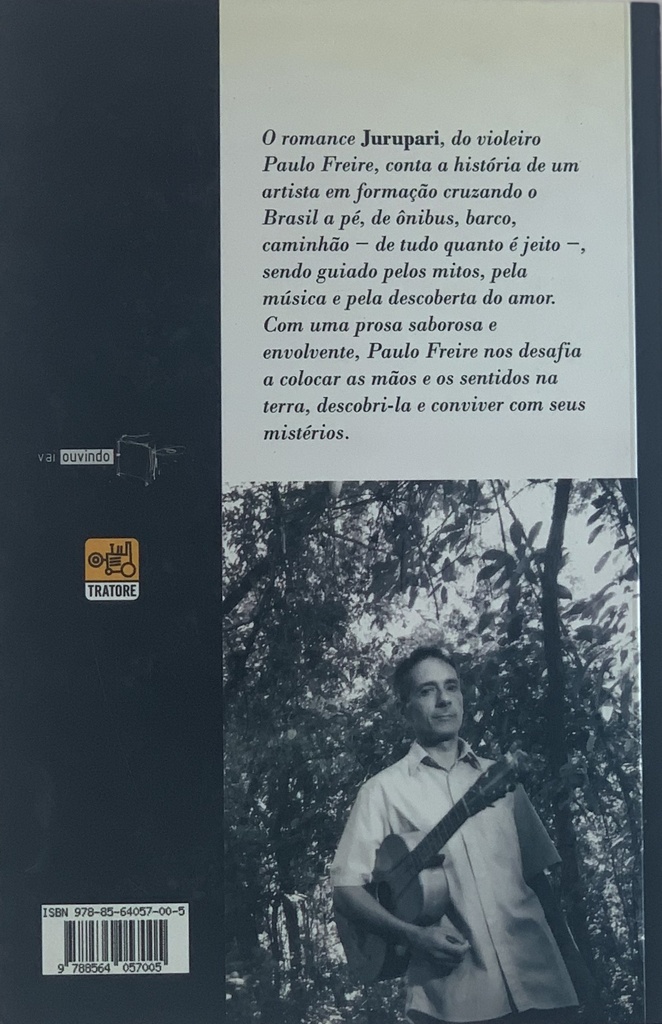 O romance Jurupari, do violeiro
Paulo Freire, conta a história de um
artista em formação cruzando o
Brasil a pé, de ônibus, barco,
caminhão – de tudo quanto é jeito –,
sendo guiado pelos mitos, pela
música e pela descoberta do amor.
Com uma prosa saborosa e
envolvente, Paulo Freire nos desafia
a colocar as mãos e os sentidos na
terra, descobri-la e conviver com seus
mistérios.
vai ouvindo
TRATORE
ISBN 978-85-64057-00-5
9 788564 057005